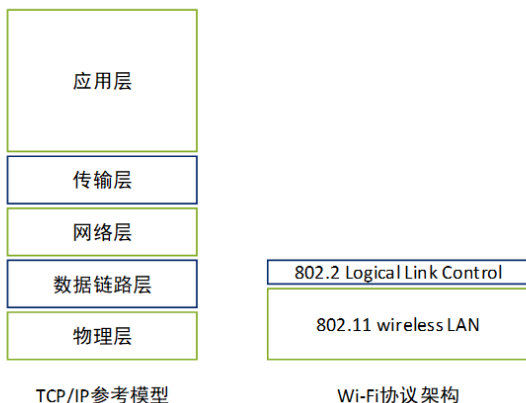 应用层
传输层
网络层
数据链路层
物理层
TCP/IP参考模型
802.2 Logical Link Control
802.11 wireless LAN
Wi-Fi协议架构